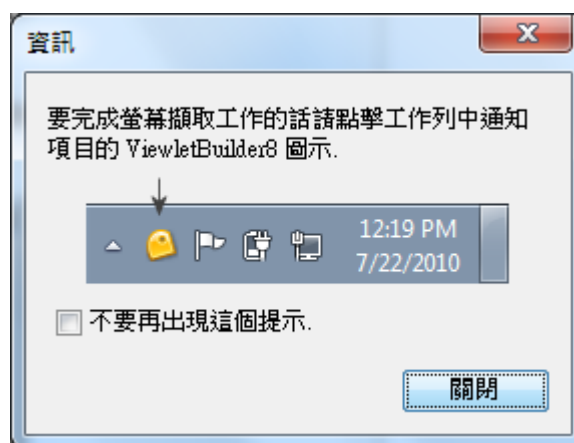 資訊
要完成螢幕擷取工作的話請點擊工作列中通知
項目的 ViewletBuilder8 圖示.
12:19 PM
7/22/2010
不要再出現這個提示.
關閉